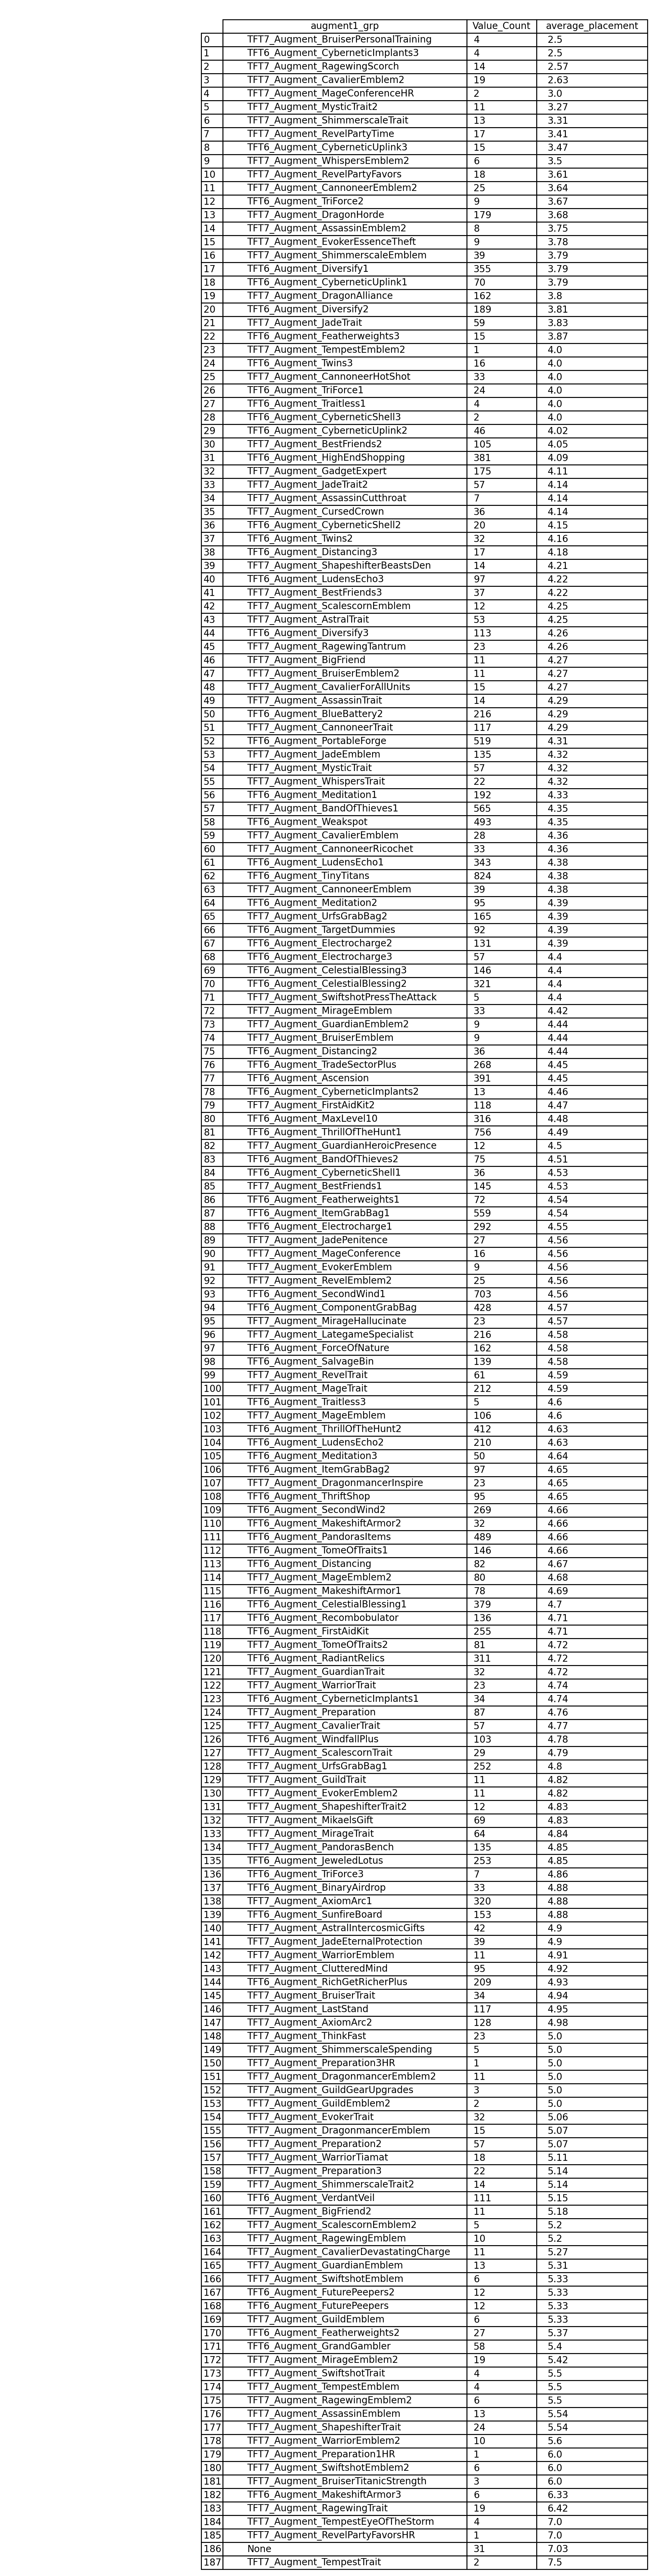 augment1_grp Value_Count average_placement
0 TFT7_Augment_BruiserPersonalTraining 4 2.5
1 TFT6_Augment_CyberneticImplants3 4 2.5
2 TFT7_Augment_RagewingScorch 14 2.57
3 TFT7_Augment_CavalierEmblem2 19 2.63
4 TFT7_Augment_MageConferenceHR 2 3.0
5 TFT7_Augment_MysticTrait2 11 3.27
6 TFT7_Augment_ShimmerscaleTrait 13 3.31
7 TFT7_Augment_RevelPartyTime 17 3.41
8 TFT6_Augment_CyberneticUplink3 15 3.47
9 TFT7_Augment_WhispersEmblem2 6 3.5
10 TFT7_Augment_RevelPartyFavors 18 3.61
11 TFT7_Augment_CannoneerEmblem2 25 3.64
12 TFT6_Augment_TriForce2 9 3.67
13 TFT7_Augment_DragonHorde 179 3.68
14 TFT7_Augment_AssassinEmblem2 8 3.75
15 TFT7_Augment_EvokerEssenceTheft 9 3.78
16 TFT7_Augment_ShimmerscaleEmblem 39 3.79
17 TFT6_Augment_Diversify1 355 3.79
18 TFT6_Augment_CyberneticUplink1 70 3.79
19 TFT7_Augment_DragonAlliance 162 3.8
20 TFT6_Augment_Diversify2 189 3.81
21 TFT7_Augment_JadeTrait 59 3.83
22 TFT6_Augment_Featherweights3 15 3.87
23 TFT7_Augment_TempestEmblem2 1 4.0
24 TFT6_Augment_Twins3 16 4.0
25 TFT7_Augment_CannoneerHotShot 33 4.0
26 TFT6_Augment_TriForce1 24 4.0
27 TFT6_Augment_Traitless1 4 4.0
28 TFT6_Augment_CyberneticShell3 2 4.0
29 TFT6_Augment_CyberneticUplink2 46 4.02
30 TFT7_Augment_BestFriends2 105 4.05
31 TFT6_Augment_HighEndShopping 381 4.09
32 TFT7_Augment_GadgetExpert 175 4.11
33 TFT7_Augment_JadeTrait2 57 4.14
34 TFT7_Augment_AssassinCutthroat 7 4.14
35 TFT7_Augment_CursedCrown 36 4.14
36 TFT6_Augment_CyberneticShell2 20 4.15
37 TFT6_Augment_Twins2 32 4.16
38 TFT6_Augment_Distancing3 17 4.18
39 TFT7_Augment_ShapeshifterBeastsDen 14 4.21
40 TFT6_Augment_LudensEcho3 97 4.22
41 TFT7_Augment_BestFriends3 37 4.22
42 TFT7_Augment_ScalescornEmblem 12 4.25
43 TFT7_Augment_AstralTrait 53 4.25
44 TFT6_Augment_Diversify3 113 4.26
45 TFT7_Augment_RagewingTantrum 23 4.26
46 TFT7_Augment_BigFriend 11 4.27
47 TFT7_Augment_BruiserEmblem2 11 4.27
48 TFT7_Augment_CavalierForAllUnits 15 4.27
49 TFT7_Augment_AssassinTrait 14 4.29
50 TFT6_Augment_BlueBattery2 216 4.29
51 TFT7_Augment_CannoneerTrait 117 4.29
52 TFT6_Augment_PortableForge 519 4.31
53 TFT7_Augment_JadeEmblem 135 4.32
54 TFT7_Augment_MysticTrait 57 4.32
55 TFT7_Augment_WhispersTrait 22 4.32
56 TFT6_Augment_Meditation1 192 4.33
57 TFT7_Augment_BandOfThieves1 565 4.35
58 TFT6_Augment_Weakspot 493 4.35
59 TFT7_Augment_CavalierEmblem 28 4.36
60 TFT7_Augment_CannoneerRicochet 33 4.36
61 TFT6_Augment_LudensEcho1 343 4.38
62 TFT6_Augment_TinyTitans 824 4.38
63 TFT7_Augment_CannoneerEmblem 39 4.38
64 TFT6_Augment_Meditation2 95 4.39
65 TFT7_Augment_UrfsGrabBag2 165 4.39
66 TFT6_Augment_TargetDummies 92 4.39
67 TFT6_Augment_Electrocharge2 131 4.39
68 TFT6_Augment_Electrocharge3 57 4.4
69 TFT6_Augment_CelestialBlessing3 146 4.4
70 TFT6_Augment_CelestialBlessing2 321 4.4
71 TFT7_Augment_SwiftshotPressTheAttack 5 4.4
72 TFT7_Augment_MirageEmblem 33 4.42
73 TFT7_Augment_GuardianEmblem2 9 4.44
74 TFT7_Augment_BruiserEmblem 9 4.44
75 TFT6_Augment_Distancing2 36 4.44
76 TFT6_Augment_TradeSectorPlus 268 4.45
77 TFT6_Augment_Ascension 391 4.45
78 TFT6_Augment_CyberneticImplants2 13 4.46
79 TFT7_Augment_FirstAidKit2 118 4.47
80 TFT6_Augment_MaxLevel10 316 4.48
81 TFT6_Augment_ThrillOfTheHunt1 756 4.49
82 TFT7_Augment_GuardianHeroicPresence 12 4.5
83 TFT6_Augment_BandOfThieves2 75 4.51
84 TFT6_Augment_CyberneticShell1 36 4.53
85 TFT7_Augment_BestFriends1 145 4.53
86 TFT6_Augment_Featherweights1 72 4.54
87 TFT6_Augment_ItemGrabBag1 559 4.54
88 TFT6_Augment_Electrocharge1 292 4.55
89 TFT7_Augment_JadePenitence 27 4.56
90 TFT7_Augment_MageConference 16 4.56
91 TFT7_Augment_EvokerEmblem 9 4.56
92 TFT7_Augment_RevelEmblem2 25 4.56
93 TFT6_Augment_SecondWind1 703 4.56
94 TFT6_Augment_ComponentGrabBag 428 4.57
95 TFT7_Augment_MirageHallucinate 23 4.57
96 TFT7_Augment_LategameSpecialist 216 4.58
97 TFT6_Augment_ForceOfNature 162 4.58
98 TFT6_Augment_SalvageBin 139 4.58
99 TFT7_Augment_RevelTrait 61 4.59
100 TFT7_Augment_MageTrait 212 4.59
101 TFT6_Augment_Traitless3 5 4.6
102 TFT7_Augment_MageEmblem 106 4.6
103 TFT6_Augment_ThrillOfTheHunt2 412 4.63
104 TFT6_Augment_LudensEcho2 210 4.63
105 TFT6_Augment_Meditation3 50 4.64
106 TFT6_Augment_ItemGrabBag2 97 4.65
107 TFT7_Augment_DragonmancerInspire 23 4.65
108 TFT6_Augment_ThriftShop 95 4.65
109 TFT6_Augment_SecondWind2 269 4.66
110 TFT6_Augment_MakeshiftArmor2 32 4.66
111 TFT6_Augment_PandorasItems 489 4.66
112 TFT6_Augment_TomeOfTraits1 146 4.66
113 TFT6_Augment_Distancing 82 4.67
114 TFT7_Augment_MageEmblem2 80 4.68
115 TFT6_Augment_MakeshiftArmor1 78 4.69
116 TFT6_Augment_CelestialBlessing1 379 4.7
117 TFT6_Augment_Recombobulator 136 4.71
118 TFT6_Augment_FirstAidKit 255 4.71
119 TFT7_Augment_TomeOfTraits2 81 4.72
120 TFT6_Augment_RadiantRelics 311 4.72
121 TFT7_Augment_GuardianTrait 32 4.72
122 TFT7_Augment_WarriorTrait 23 4.74
123 TFT6_Augment_CyberneticImplants1 34 4.74
124 TFT7_Augment_Preparation 87 4.76
125 TFT7_Augment_CavalierTrait 57 4.77
126 TFT6_Augment_WindfallPlus 103 4.78
127 TFT7_Augment_ScalescornTrait 29 4.79
128 TFT7_Augment_UrfsGrabBag1 252 4.8
129 TFT7_Augment_GuildTrait 11 4.82
130 TFT7_Augment_EvokerEmblem2 11 4.82
131 TFT7_Augment_ShapeshifterTrait2 12 4.83
132 TFT7_Augment_MikaelsGift 69 4.83
133 TFT7_Augment_MirageTrait 64 4.84
134 TFT7_Augment_PandorasBench 135 4.85
135 TFT6_Augment_JeweledLotus 253 4.85
136 TFT6_Augment_TriForce3 7 4.86
137 TFT6_Augment_BinaryAirdrop 33 4.88
138 TFT7_Augment_AxiomArc1 320 4.88
139 TFT6_Augment_SunfireBoard 153 4.88
140 TFT7_Augment_AstralIntercosmicGifts 42 4.9
141 TFT7_Augment_JadeEternalProtection 39 4.9
142 TFT7_Augment_WarriorEmblem 11 4.91
143 TFT7_Augment_ClutteredMind 95 4.92
144 TFT6_Augment_RichGetRicherPlus 209 4.93
145 TFT7_Augment_BruiserTrait 34 4.94
146 TFT7_Augment_LastStand 117 4.95
147 TFT7_Augment_AxiomArc2 128 4.98
148 TFT7_Augment_ThinkFast 23 5.0
149 TFT7_Augment_ShimmerscaleSpending 5 5.0
150 TFT7_Augment_Preparation3HR 1 5.0
151 TFT7_Augment_DragonmancerEmblem2 11 5.0
152 TFT7_Augment_GuildGearUpgrades 3 5.0
153 TFT7_Augment_GuildEmblem2 2 5.0
154 TFT7_Augment_EvokerTrait 32 5.06
155 TFT7_Augment_DragonmancerEmblem 15 5.07
156 TFT7_Augment_Preparation2 57 5.07
157 TFT7_Augment_WarriorTiamat 18 5.11
158 TFT7_Augment_Preparation3 22 5.14
159 TFT7_Augment_ShimmerscaleTrait2 14 5.14
160 TFT6_Augment_VerdantVeil 111 5.15
161 TFT7_Augment_BigFriend2 11 5.18
162 TFT7_Augment_ScalescornEmblem2 5 5.2
163 TFT7_Augment_RagewingEmblem 10 5.2
164 TFT7_Augment_CavalierDevastatingCharge 11 5.27
165 TFT7_Augment_GuardianEmblem 13 5.31
166 TFT7_Augment_SwiftshotEmblem 6 5.33
167 TFT6_Augment_FuturePeepers2 12 5.33
168 TFT6_Augment_FuturePeepers 12 5.33
169 TFT7_Augment_GuildEmblem 6 5.33
170 TFT6_Augment_Featherweights2 27 5.37
171 TFT6_Augment_GrandGambler 58 5.4
172 TFT7_Augment_MirageEmblem2 19 5.42
173 TFT7_Augment_SwiftshotTrait 4 5.5
174 TFT7_Augment_TempestEmblem 4 5.5
175 TFT7_Augment_RagewingEmblem2 6 5.5
176 TFT7_Augment_AssassinEmblem 13 5.54
177 TFT7_Augment_ShapeshifterTrait 24 5.54
178 TFT7_Augment_WarriorEmblem2 10 5.6
179 TFT7_Augment_Preparation1HR 1 6.0
180 TFT7_Augment_SwiftshotEmblem2 6 6.0
181 TFT7_Augment_BruiserTitanicStrength 3 6.0
182 TFT6_Augment_MakeshiftArmor3 6 6.33
183 TFT7_Augment_RagewingTrait 19 6.42
184 TFT7_Augment_TempestEyeOfTheStorm 4 7.0
185 TFT7_Augment_RevelPartyFavorsHR 1 7.0
186 None 31 7.03
187 TFT7_Augment_TempestTrait 2 7.5